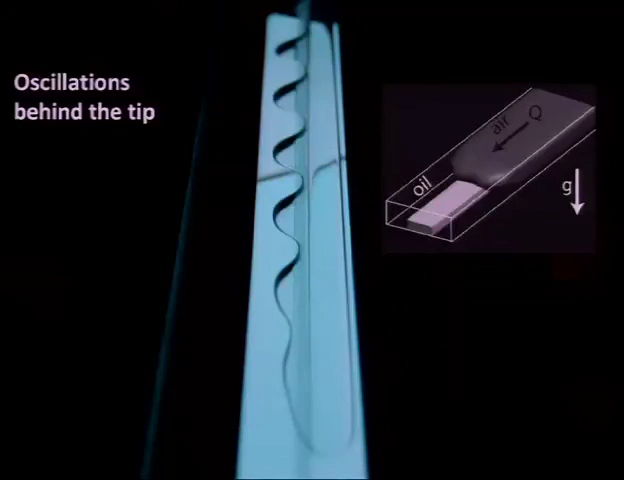 Oscillations
behind the tip
air Q
oil
g